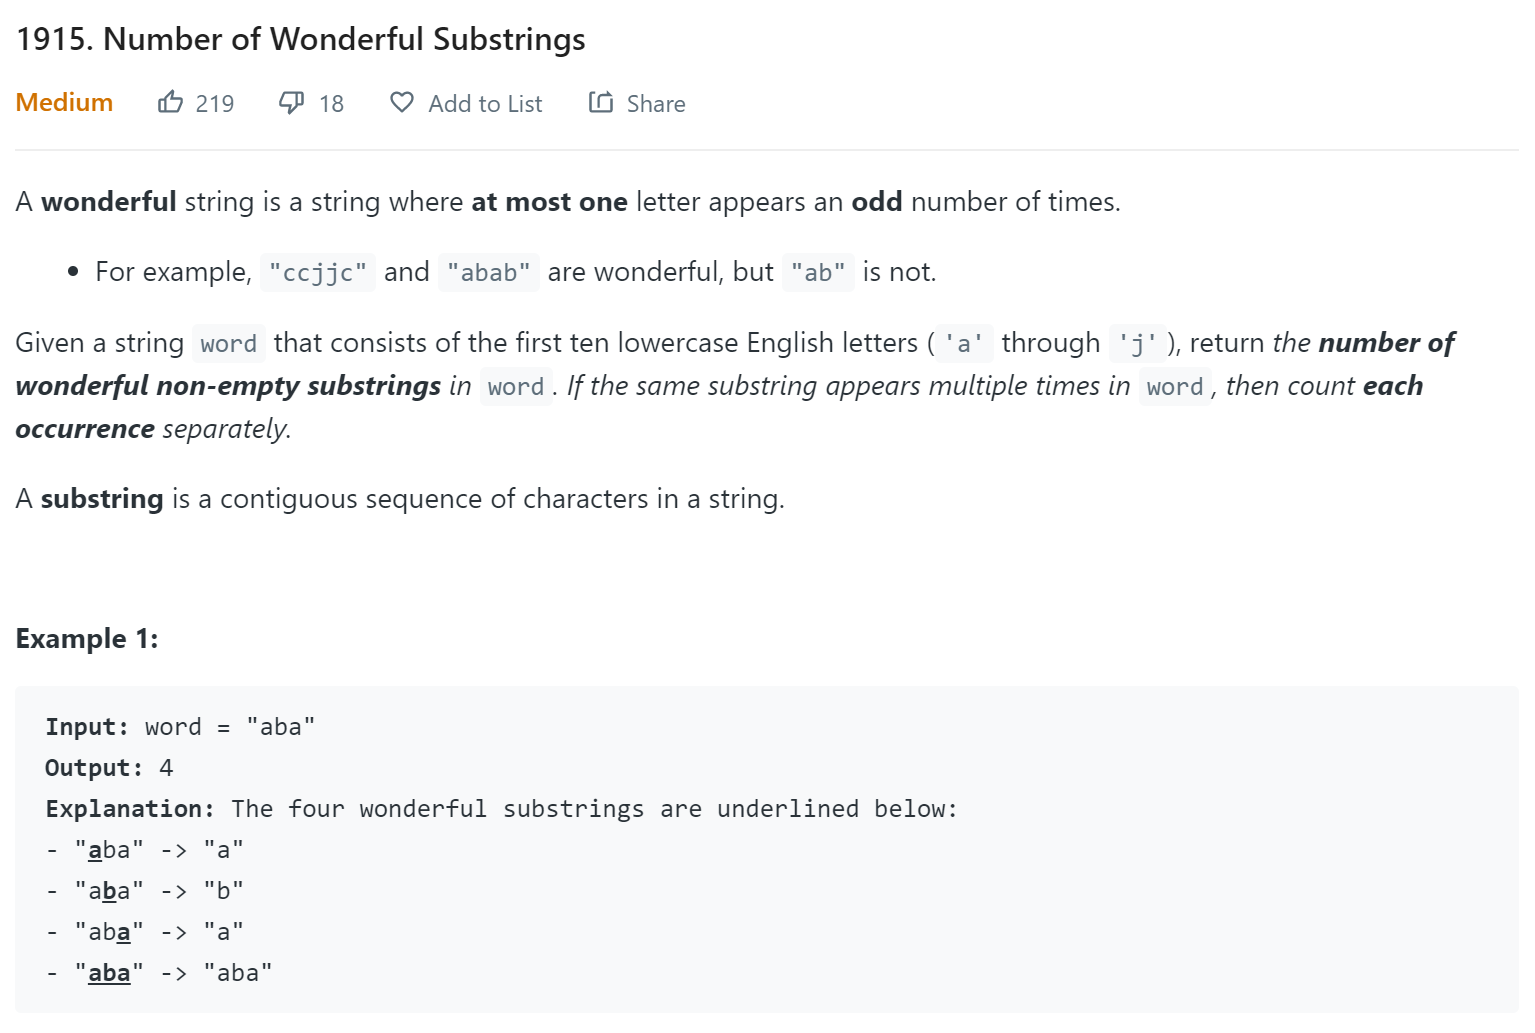 1915. Number of Wonderful Substrings
Medium 219 18 Add to List Share
A wonderful string is a string where at most one letter appears an odd number of times.
• For example, "ccjjc" and "abab" are wonderful, but "ab" is not.
Given a string word that consists of the first ten lowercase English letters ( 'a' through 'j' ), return the number of
wonderful non-empty substrings in word . If the same substring appears multiple times in word , then count each
occurrence separately.
A substring is a contiguous sequence of characters in a string.
Example 1:
Input: word = "aba"
Output: 4
Explanation: The four wonderful substrings are underlined below:
- "aba" -> "a"
- "aba" -> "b"
- "aba" -> "a"
- "aba" -> "aba"